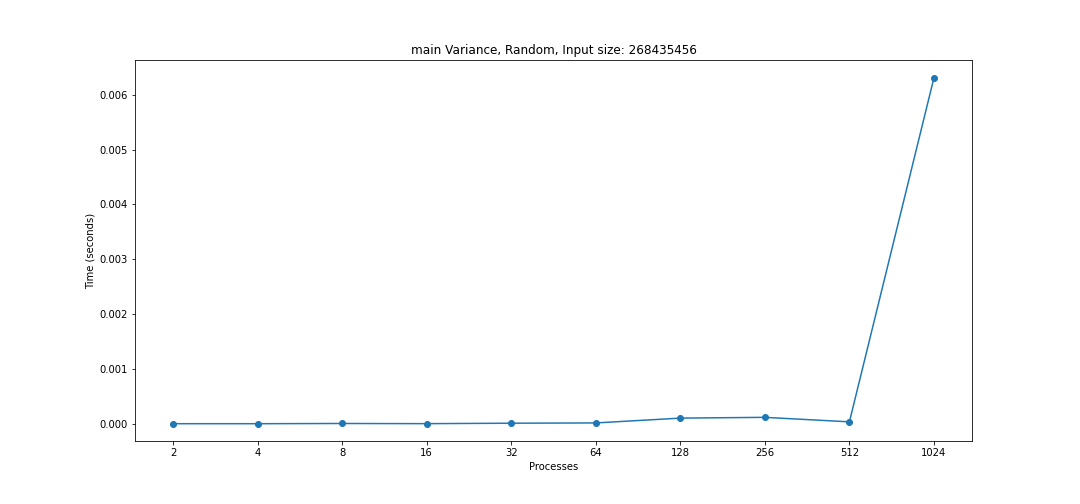 main Variance, Random, Input size: 268435456
0.006
0.005
0.004
0.003
0.002
0.001
0.000
Time (seconds)
2 4 8 16 32 64 128 256 512 1024
Processes